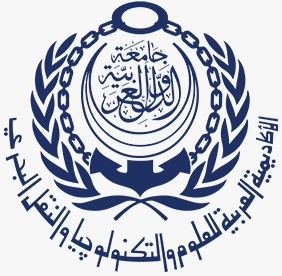 جامعة
الدول العربية
الأكاديمية العربية للعلوم والتكنولوجيا والنقل البحري